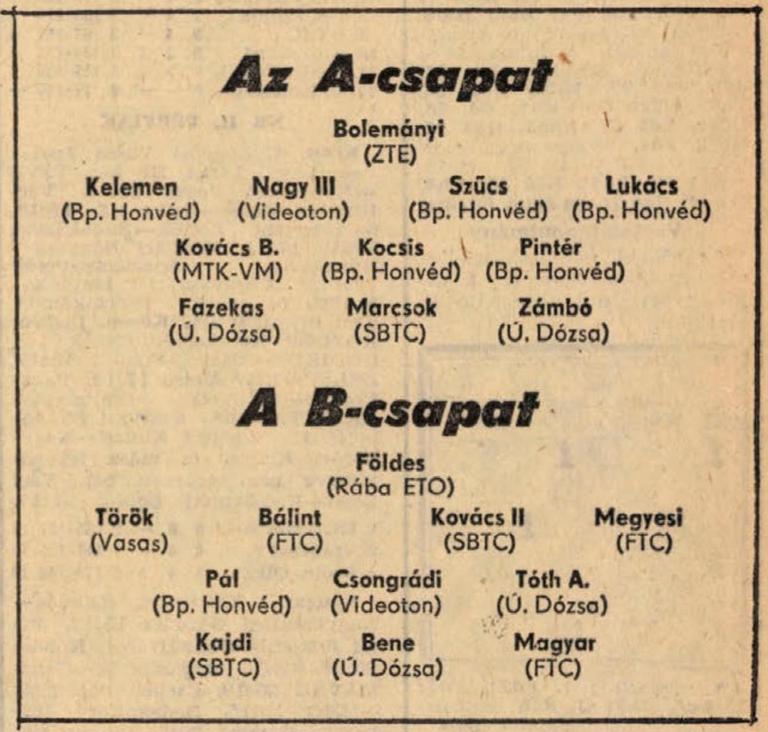 Az A-csapat
Bolemányi
(ZTE)
Kelemen Nagy III Szűcs Lukács
(Bp. Honvéd) (Videoton) (Bp. Honvéd) (Bp. Honvéd)
Kovács B. Kocsis Pintér
(MTK-VM) (Bp. Honvéd) (Bp. Honvéd)
Fazekas Marcsok Zámbó
(Ú. Dózsa) (SBTC) (Ú. Dózsa)
A B-csapat
Földes
(Rába ETO)
Török Bálint Kovács II Megyesi
(Vasas) (FTC) (SBTC) (FTC)
Pál Csongrádi Tóth A.
(Bp. Honvéd) (Videoton) (Ú. Dózsa)
Kajdi Bene Magyar
(SBTC) (Ú. Dózsa) (FTC)